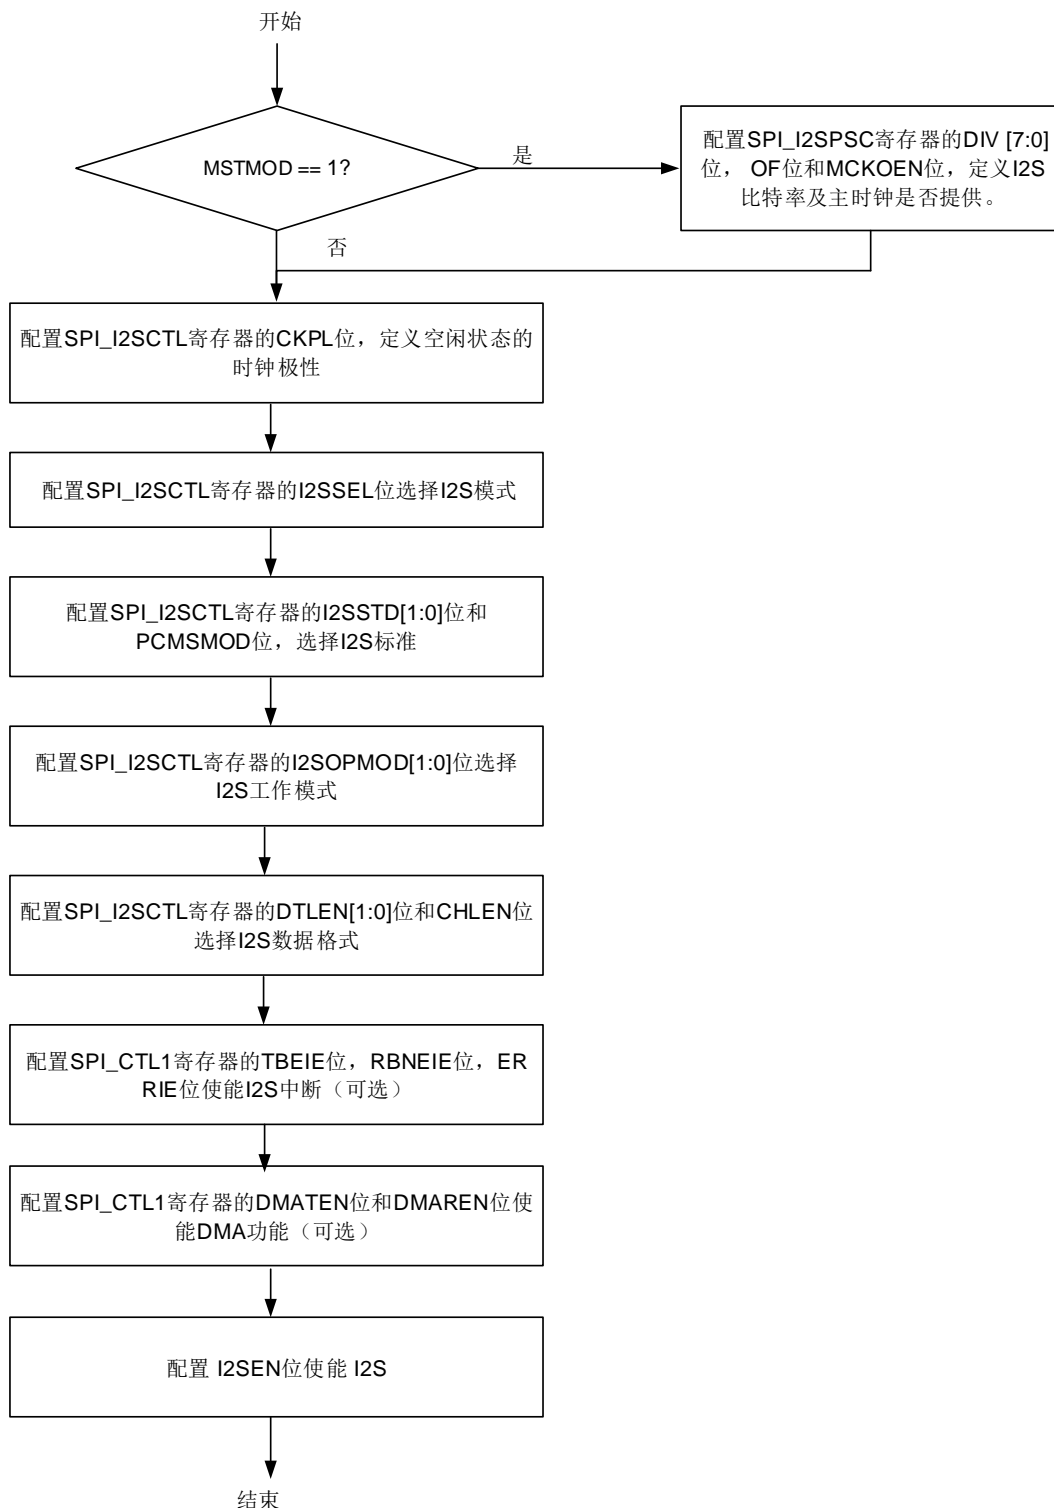 开始
MSTMOD == 1?
是
配置SPI_I2SPSC寄存器的DIV [7:0]
位， OF位和MCKOEN位，定义I2S
比特率及主时钟是否提供。
否
配置SPI_I2SCTL寄存器的CKPL位，定义空闲状态的
时钟极性
配置SPI_I2SCTL寄存器的I2SSEL位选择I2S模式
配置SPI_I2SCTL寄存器的I2SSTD[1:0]位和
PCMSMOD位，选择I2S标准
配置SPI_I2SCTL寄存器的I2SOPMOD[1:0]位选择
I2S工作模式
配置SPI_I2SCTL寄存器的DTLEN[1:0]位和CHLEN位
选择I2S数据格式
配置SPI_CTL1寄存器的TBEIE位，RBNEIE位，ER
RIE位使能I2S中断（可选）
配置SPI_CTL1寄存器的DMATEN位和DMAREN位使
能DMA功能（可选）
配置 I2SEN位使能 I2S
结束